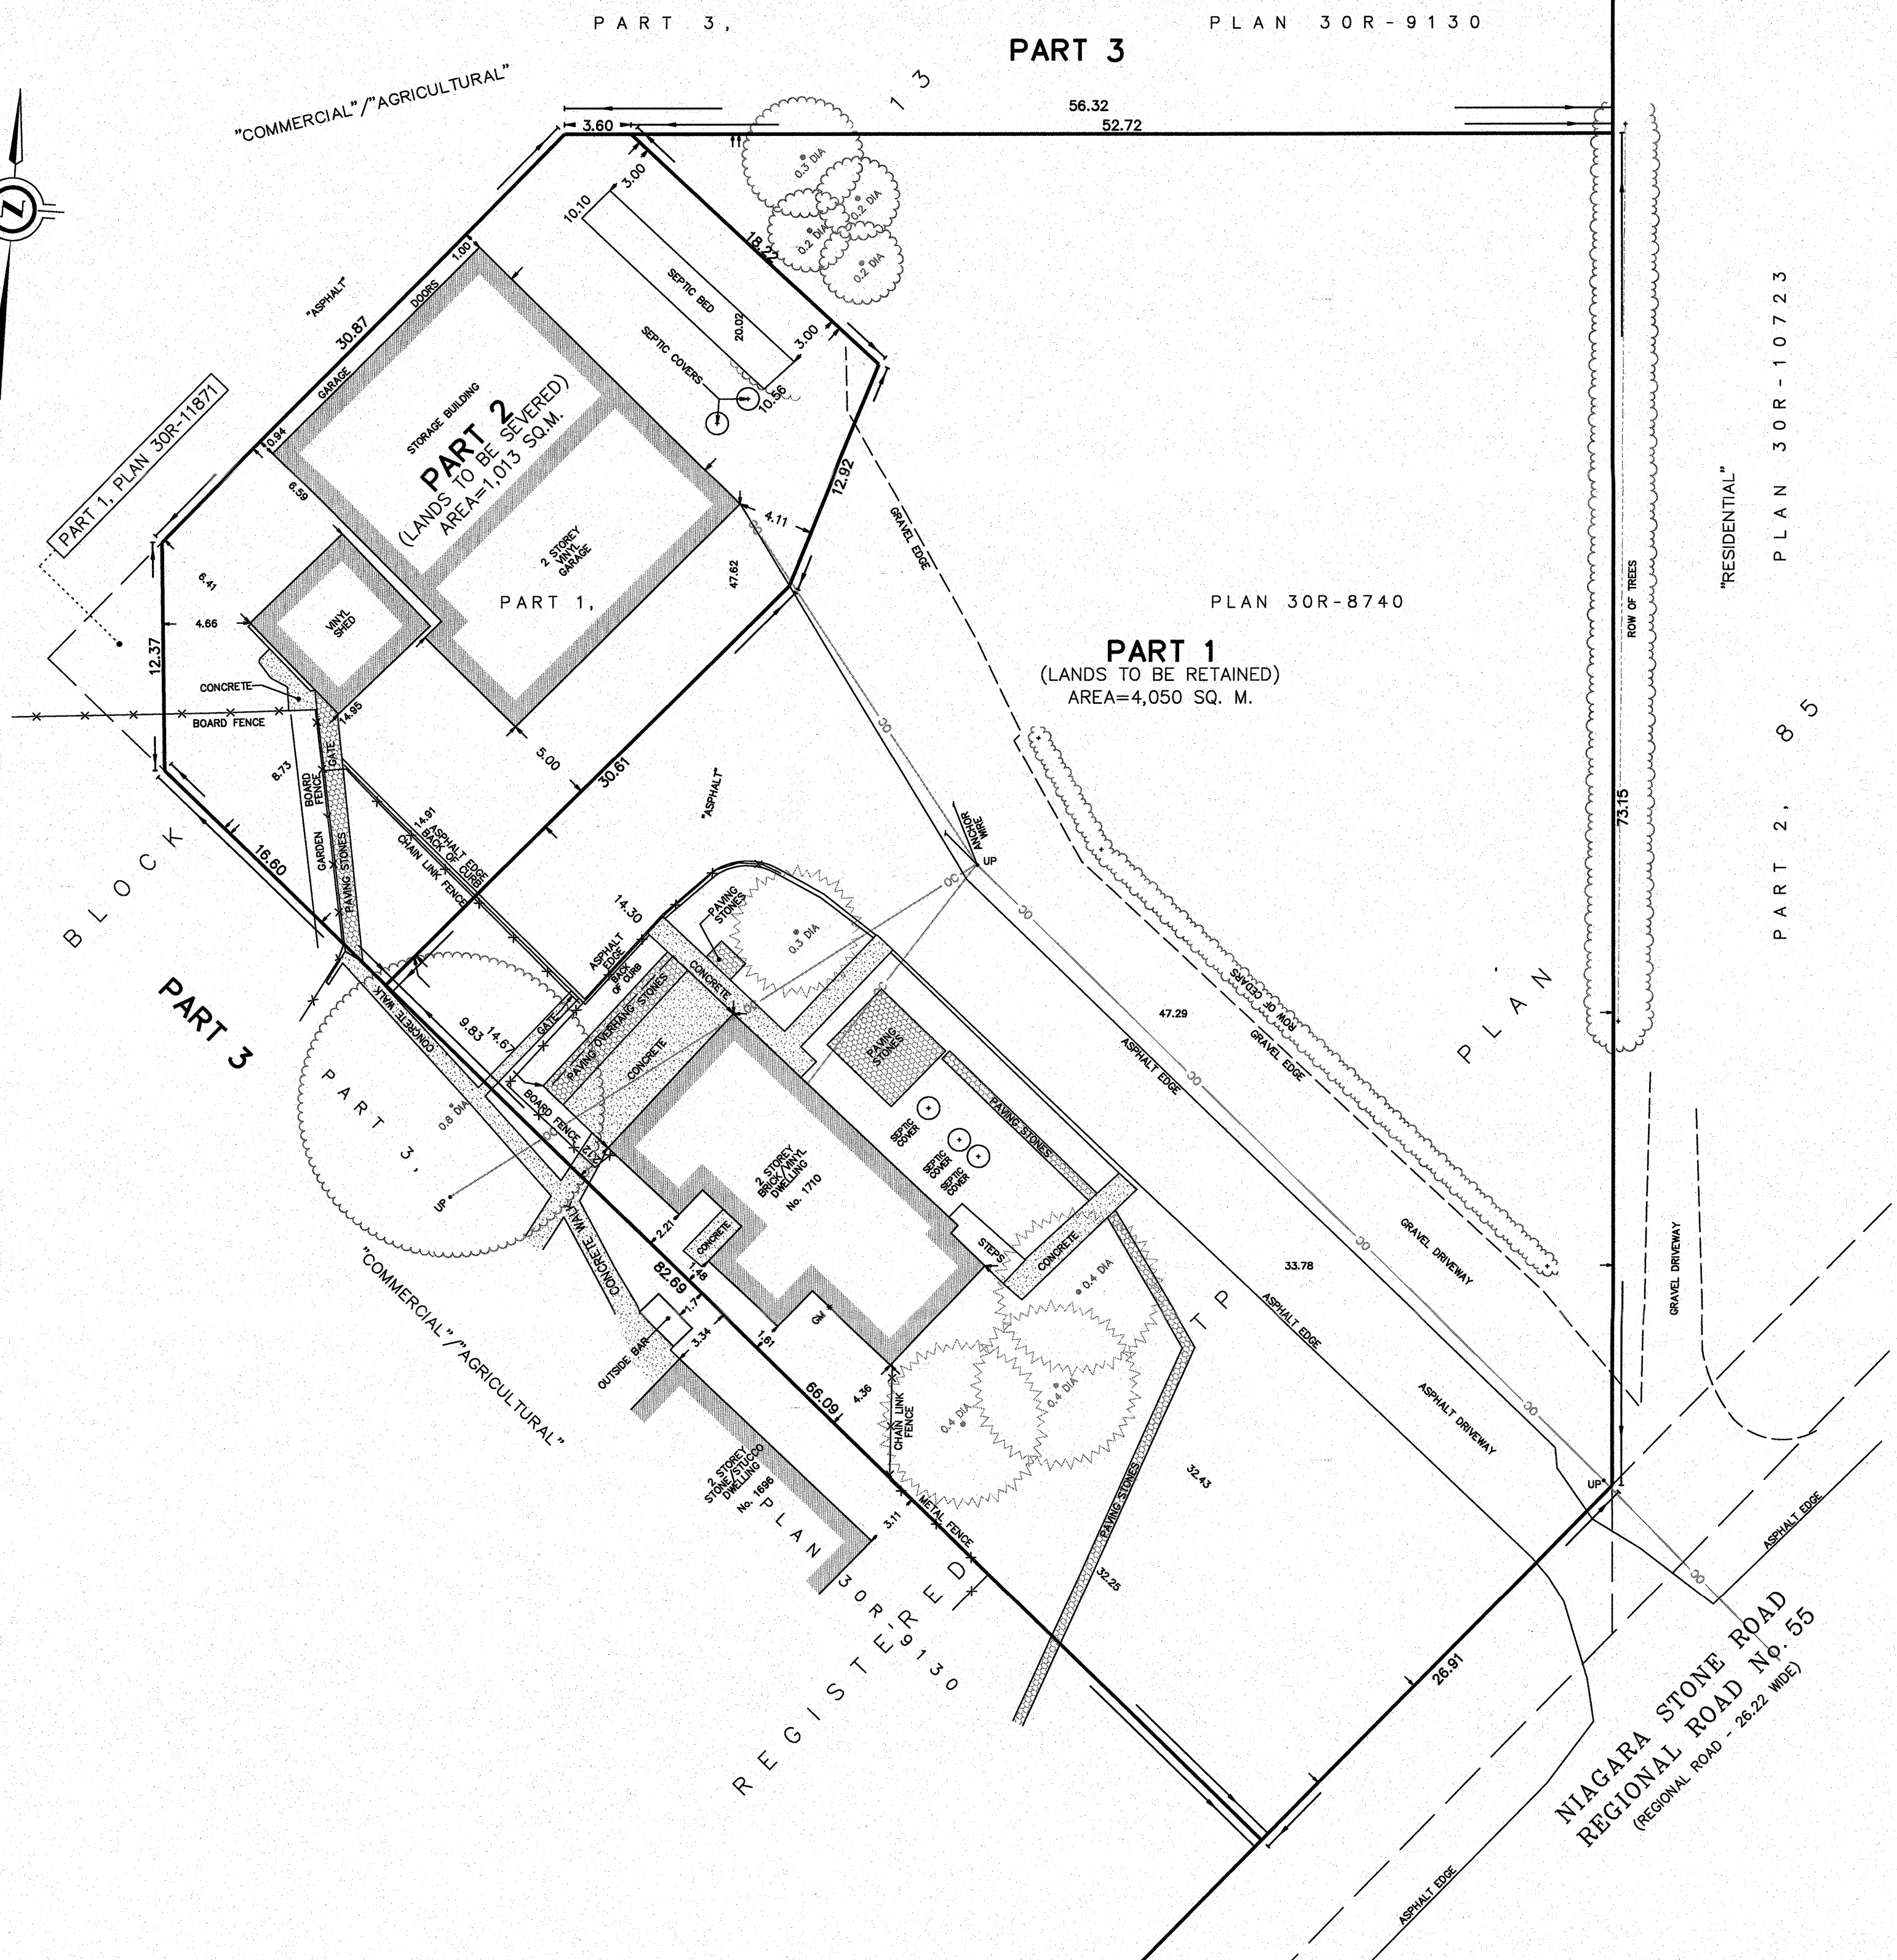 PART 3,
PLAN 30R-9130
PART 3
13
"COMMERCIAL"/"AGRICULTURAL"
56.32
3.60
52.72
0.3 DIA
0.2 DIA
0.2 DIA
0.2 DIA
3.00
10.10
18.22
Z
1.00
DOORS
"ASPHALT"
30.87
GARAGE
SEPTIC BED
20.02
SEPTIC COVERS
3.00
10.56
STORAGE BUILDING
PART 2
(LANDS TO BE SEVERED)
AREA=1,013 SQ.M.
PART 1, PLAN 30R-11871
0.94
6.59
12.92
4.11
GRAVEL EDGE
2 STOREY
VINYL
GARAGE
47.62
PART 1,
PLAN 30R-8740
PART 1
(LANDS TO BE RETAINED)
AREA=4,050 SQ. M.
"RESIDENTIAL"
PLAN 30R-10723
PART 2,
85
ROW OF TREES
73.15
6.41
4.66
12.37
VINYL
SHED
CONCRETE
BOARD FENCE
14.95
GATE
8.73
BOARD
FENCE
GARDEN
PAVING STONES
5.00
30.61
"ASPHALT"
14.91
ASPHALT EDGE
BACK OF CURB
CHAIN LINK FENCE
16.60
BLOCK
PART 3
OC
OC
ANCHOR
WIRE
UP
OC
OC
14.30
PAVING
STONES
0.3 DIA
ASPHALT
EDGE
BACK
OF CURB
CONCRETE
OC
CONCRETE WALK
9.83
14.67
GATE
PAVING OVERHANG STONES
CONCRETE
PAVING
STONES
47.29
ROW OF CEDARS
GRAVEL EDGE
ASPHALT EDGE
OC
PLAN
PART 3,
0.8 DIA
UP
BOARD FENCE
OC
2.13
PAVING STONES
SEPTIC
COVER
SEPTIC
COVER
SEPTIC
COVER
2 STOREY
BRICK/VINYL
DWELLING
No. 1710
CONCRETE WALK
2.21
CONCRETE
1.48
82.69
1.7
3.34
OUTSIDE BAR
1.61
GM
STEPS
CONCRETE
0.4 DIA
TP
33.78
OC
GRAVEL DRIVEWAY
GRAVEL DRIVEWAY
ASPHALT EDGE
"COMMERCIAL"/"AGRICULTURAL"
66.09
4.36
CHAIN LINK
FENCE
0.4 DIA
0.4 DIA
ASPHALT DRIVEWAY
OC
2 STOREY
STONE/STUCCO
DWELLING
No. 1696
PLAN 30R-9130
3.11
METAL FENCE
32.43
PAVING STONES
32.25
UP
ASPHALT EDGE
OC
REGISTERED
26.91
NIAGARA STONE ROAD
REGIONAL ROAD No. 55
(REGIONAL ROAD - 26.22 WIDE)
ASPHALT EDGE